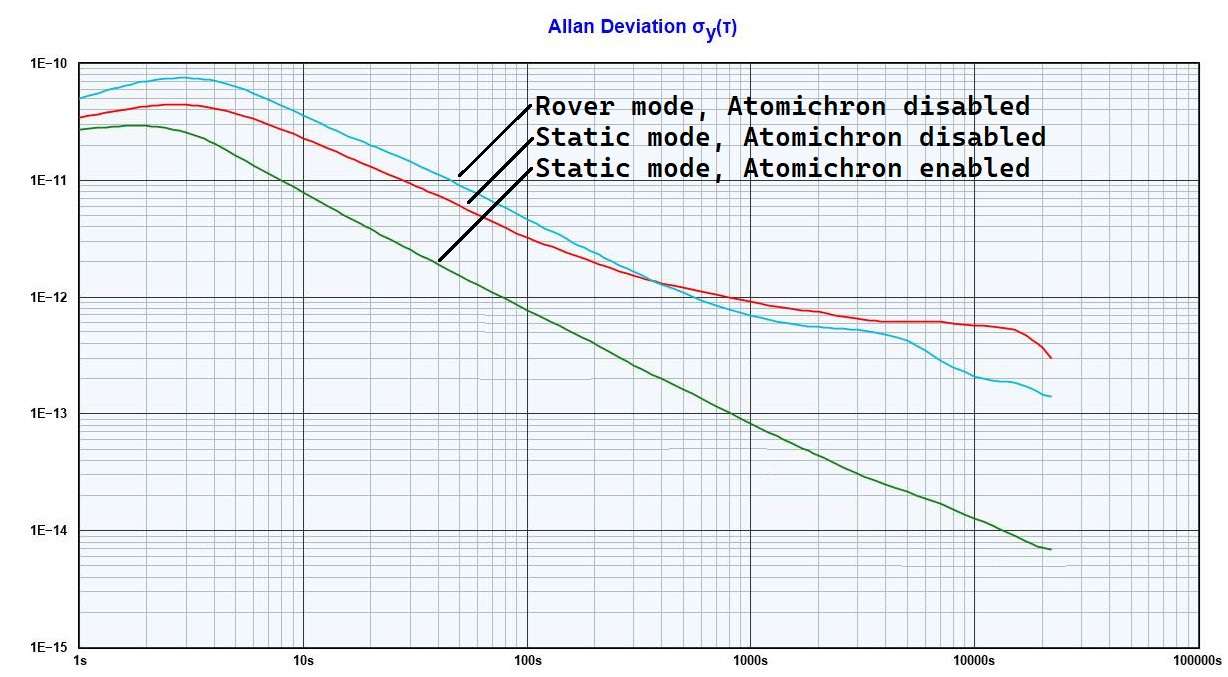 Allan Deviation σy(τ)
1E-10
Rover mode, Atomichron disabled
Static mode, Atomichron disabled
Static mode, Atomichron enabled
1E-11
1E-12
1E-13
1E-14
1E-15
1s 10s 100s 1000s 10000s 100000s